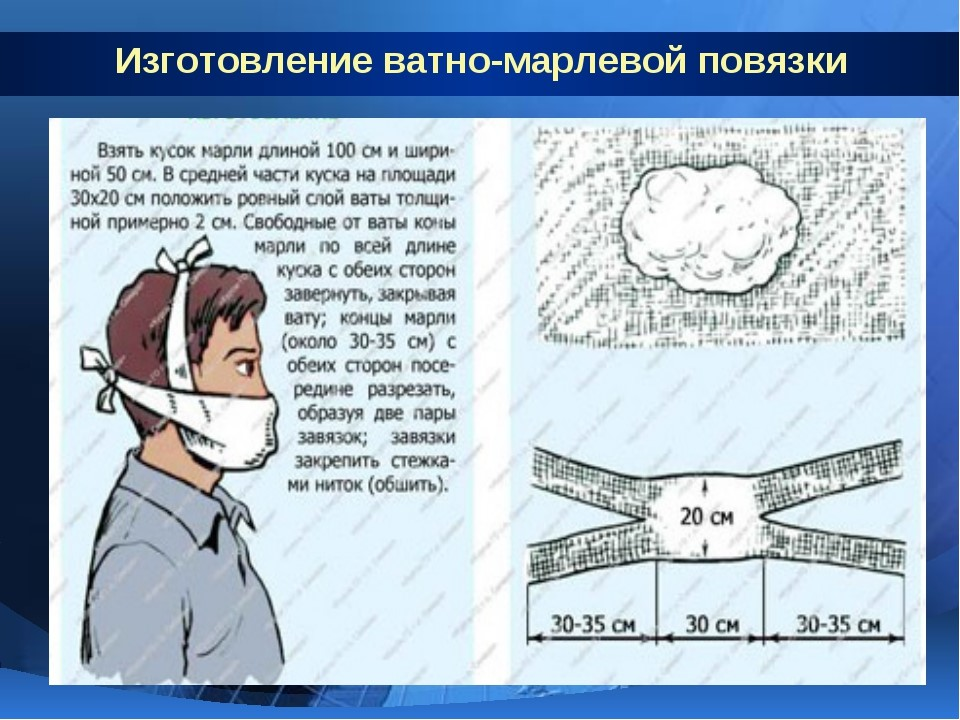 Изготовление ватно-марлевой повязки
Взять кусок марли длиной 100 см и шири-
ной 50 см. В средней части куска на площади
30х20 см положить ровный слой ваты толщи-
ной примерно 2 см. Свободные от ваты концы
марли по всей длине
куска с обеих сторон
завернуть, закрывая
вату; концы марли
(около 30-35 см) с
обеих сторон посе-
редине разрезать,
образуя две пары
завязок; завязки
закрепить стежка-
ми ниток (обшить).
20 см
30-35 см 30 см 30-35 см